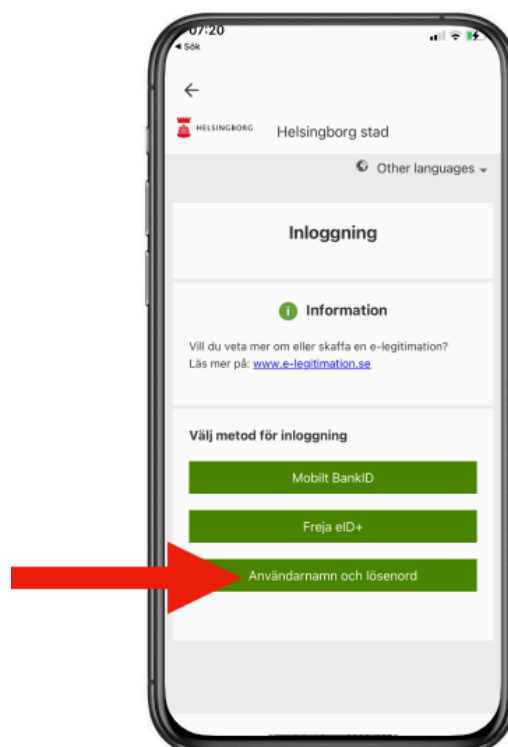 07:20
◀ Sök
←
HELSINGBORG Helsingborg stad
Other languages
Inloggning
i Information
Vill du veta mer om eller skaffa en e-legitimation?
Läs mer på: www.e-legitimation.se
Välj metod för inloggning
Mobilt BankID
Freja eID+
Användarnamn och lösenord